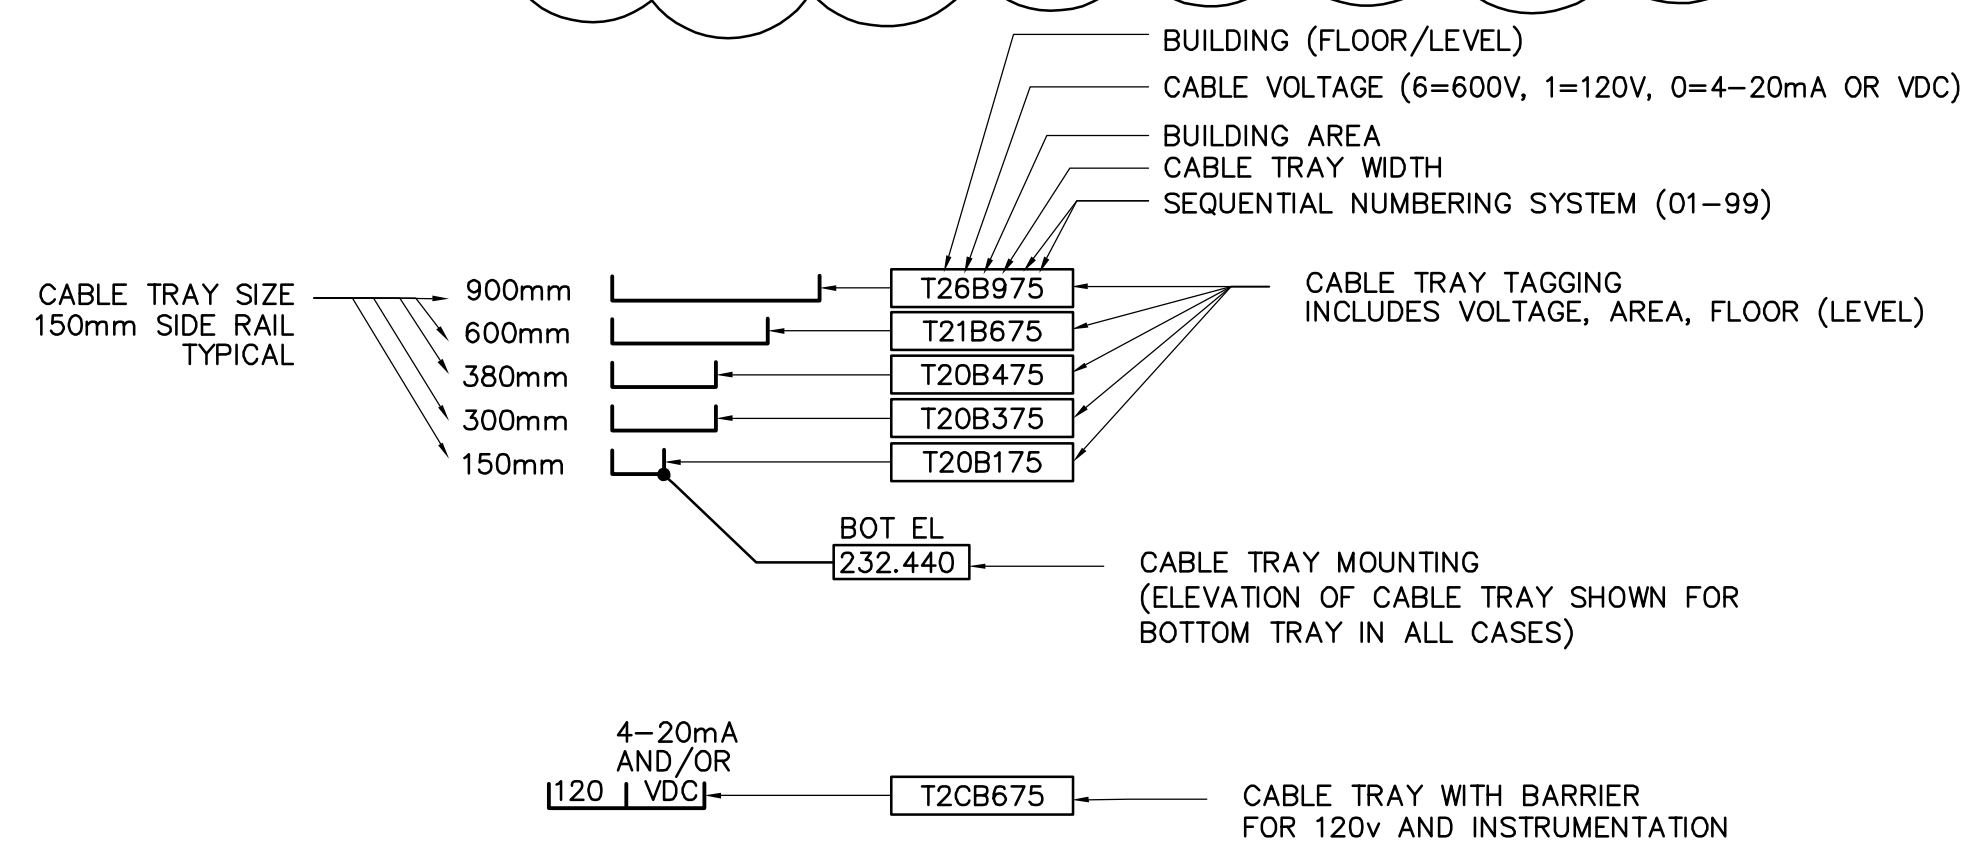 BUILDING (FLOOR/LEVEL)
CABLE VOLTAGE (6=600V, 1=120V, 0=4-20mA OR VDC)
BUILDING AREA
CABLE TRAY WIDTH
SEQUENTIAL NUMBERING SYSTEM (01-99)
CABLE TRAY SIZE
150mm SIDE RAIL
TYPICAL
900mm
600mm
380mm
300mm
150mm
T26B975
T21B675
T20B475
T20B375
T20B175
CABLE TRAY TAGGING
INCLUDES VOLTAGE, AREA, FLOOR (LEVEL)
BOT EL
232.440
CABLE TRAY MOUNTING
(ELEVATION OF CABLE TRAY SHOWN FOR
BOTTOM TRAY IN ALL CASES)
4-20mA
AND/OR
120 VDC
T2CB675
CABLE TRAY WITH BARRIER
FOR 120v AND INSTRUMENTATION